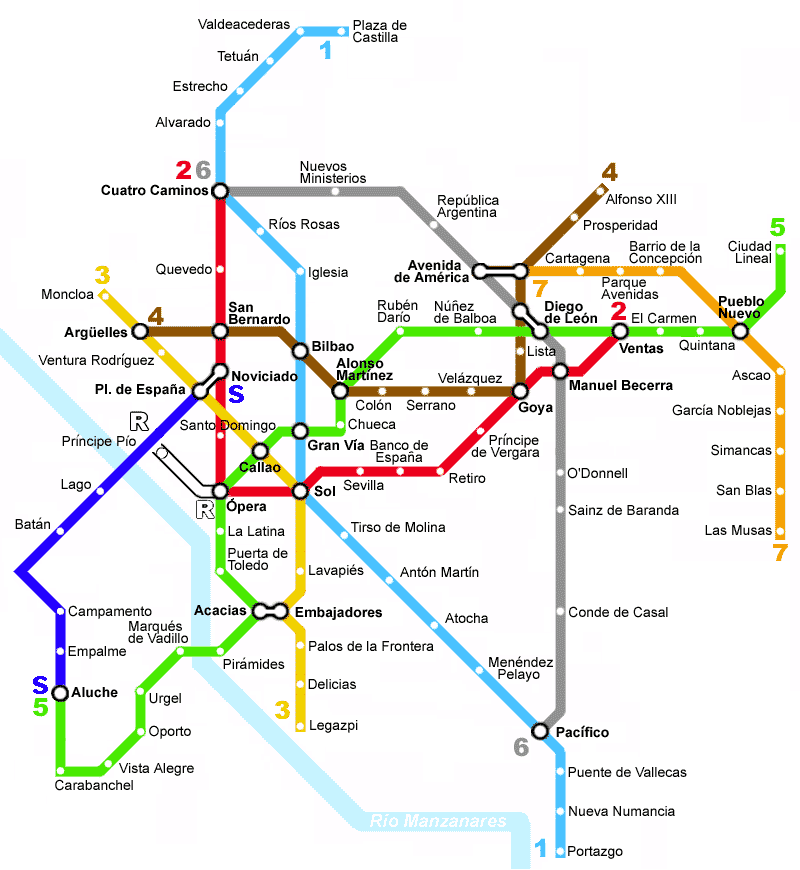 Valdeacederas
Plaza de
Castilla
1
Tetuán
Estrecho
Alvarado
2 6
Cuatro Caminos
Nuevos
Ministerios
República
Argentina
4
Alfonso XIII
Prosperidad
Ríos Rosas
Quevedo
Iglesia
Avenida
de América
7
Cartagena
Parque
Avenidas
Barrio de la
Concepción
5
Ciudad
Lineal
Pueblo
Nuevo
3
Moncloa
4
Argüelles
San
Bernardo
Bilbao
Rubén
Darío
Núñez
de Balboa
Diego
de León
2
Ventas
El Carmen
Quintana
Ventura Rodríguez
Pl. de España
Noviciado
S
Alonso
Martínez
Colón
Serrano
Velázquez
Lista
Goya
Manuel Becerra
Ascao
García Noblejas
Simancas
San Blas
Las Musas
7
R
Príncipe Pío
Santo Domingo
Callao
Gran Vía
Chueca
Banco de
España
Príncipe
de Vergara
Retiro
Sevilla
Sol
Ópera
R
Lago
Batán
La Latina
Puerta de
Toledo
Lavapiés
Tirso de Molina
Antón Martín
Atocha
Menéndez
Pelayo
O'Donnell
Sainz de Baranda
Conde de Casal
Acacias
Embajadores
Campamento
Empalme
S
Aluche
5
Marqués
de Vadillo
Pirámides
Urgel
Oporto
Vista Alegre
Carabanchel
Palos de la Frontera
Delicias
3
Legazpi
6
Pacífico
Puente de Vallecas
Nueva Numancia
1
Portazgo
Río Manzanares